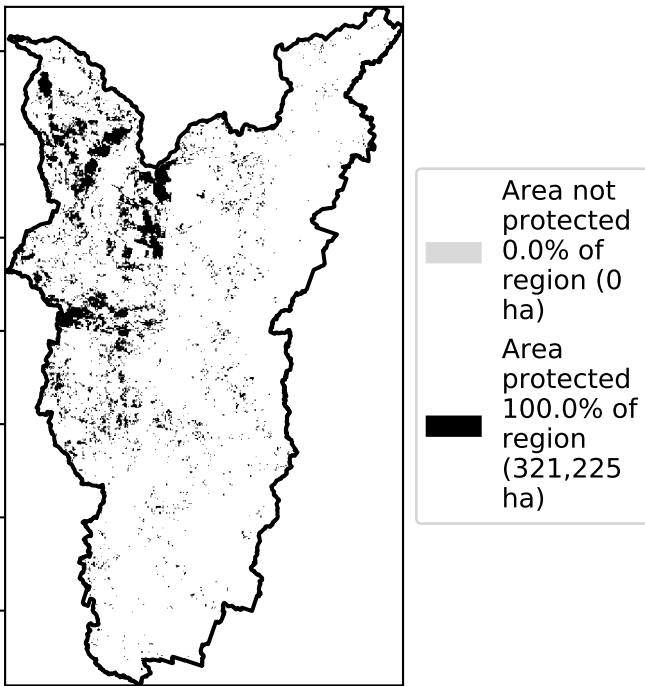 Area not
protected
0.0% of
region (0
ha)
Area
protected
100.0% of
region
(321,225
ha)